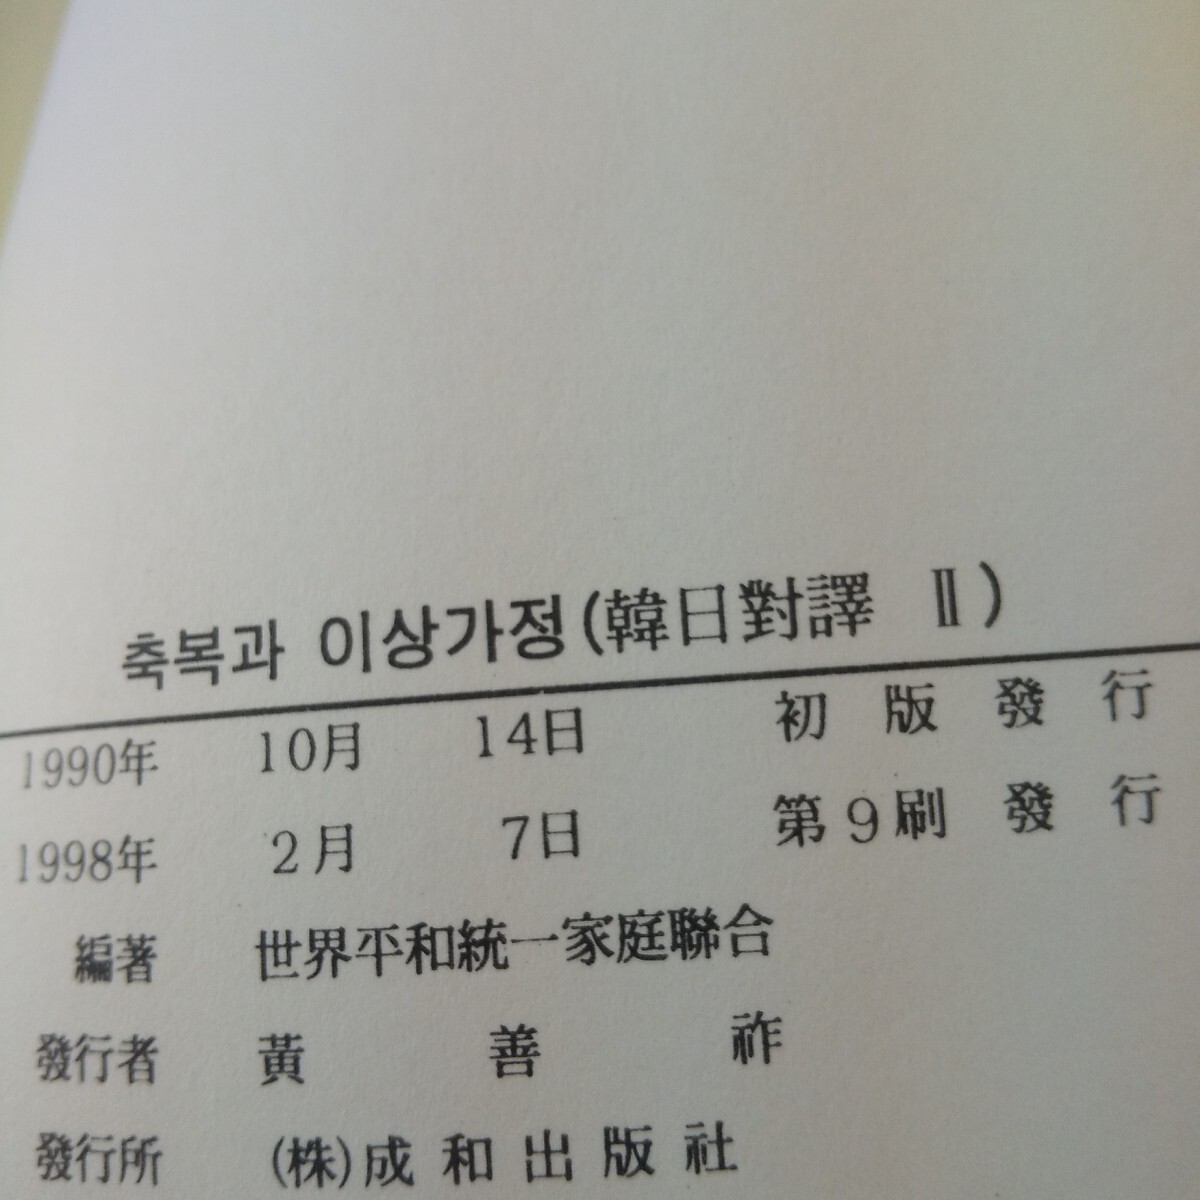 축복과 이상가정(韓日對譯 Ⅱ)
1990年 10月 14日 初版發行
1998年 2月 7日 第9刷發行
編著 世界平和統一家庭聯合
發行者 黃善祚
發行所 (株)成和出版社